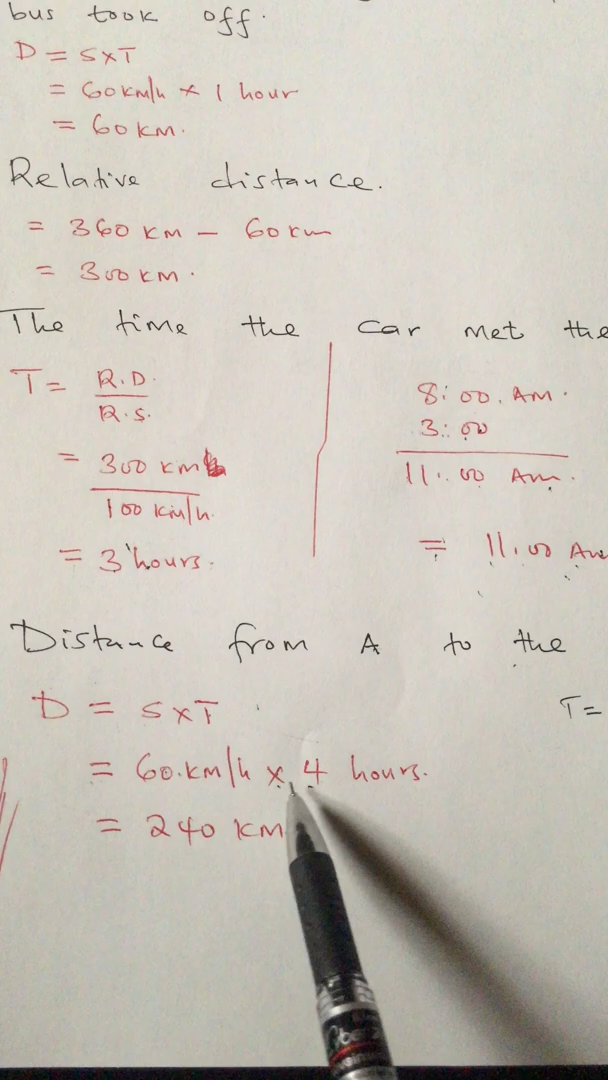 bus took off.
D = S×T
= 60 KM/h × 1 hour
= 60 KM.
Relative distance.
= 360 KM – 60 KM
= 300 KM.
The time the car met the
T = R.D.
R.S.
= 300 KM
100 KM/h.
= 3 hours.
8:00 AM.
3:00
11:00 AM.
= 11:00 AM
Distance from A to the
D = S×T
T =
= 60 KM/h × 4 hours.
= 240 KM